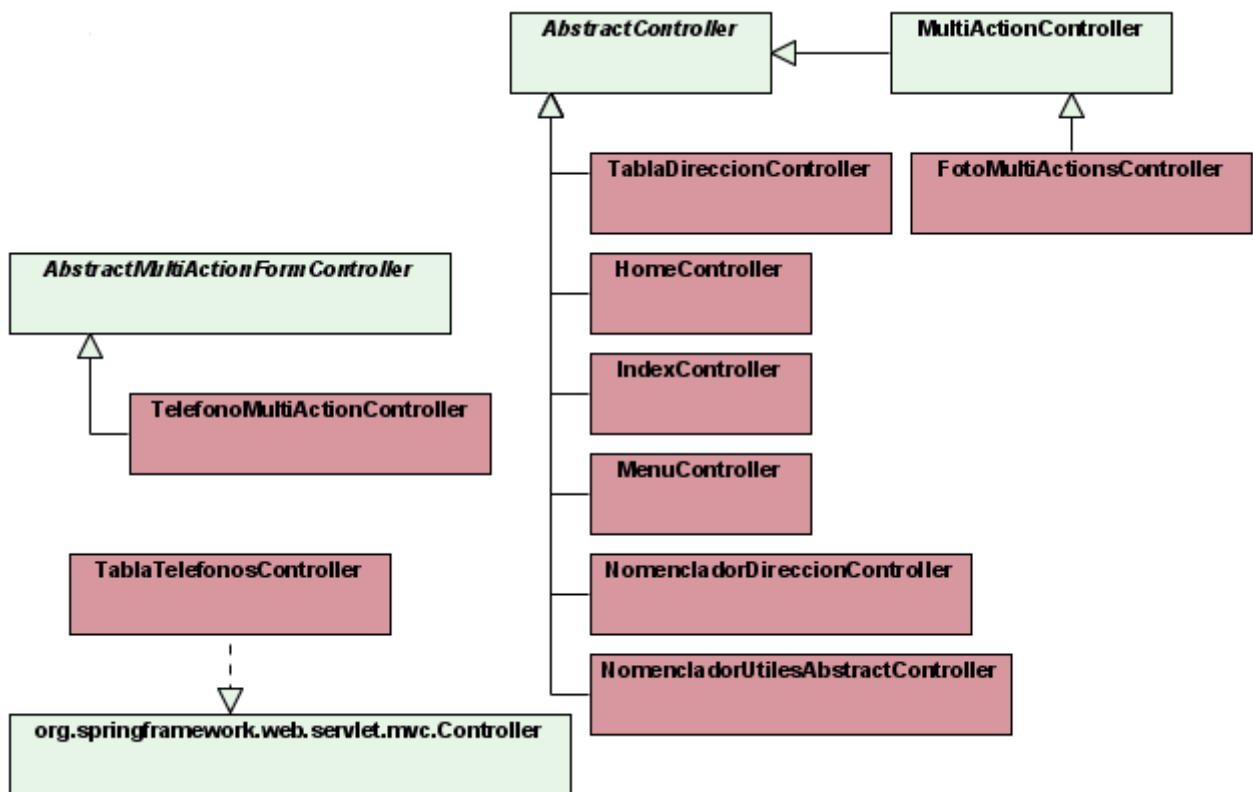 AbstractController
MultiActionController
TablaDireccionController
FotoMultiActionsController
AbstractMultiActionFormController
HomeController
IndexController
TelefonoMultiActionController
MenuController
TablaTelefonosController
NomencladorDireccionController
NomencladorUtilesAbstractController
org.springframework.web.servlet.mvc.Controller